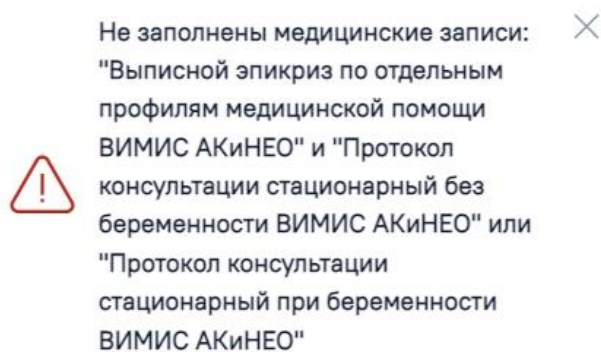 Не заполнены медицинские записи:
"Выписной эпикриз по отдельным
профилям медицинской помощи
ВИМИС АКиНЕО" и "Протокол
консультации стационарный без
беременности ВИМИС АКиНЕО" или
"Протокол консультации
стационарный при беременности
ВИМИС АКиНЕО"